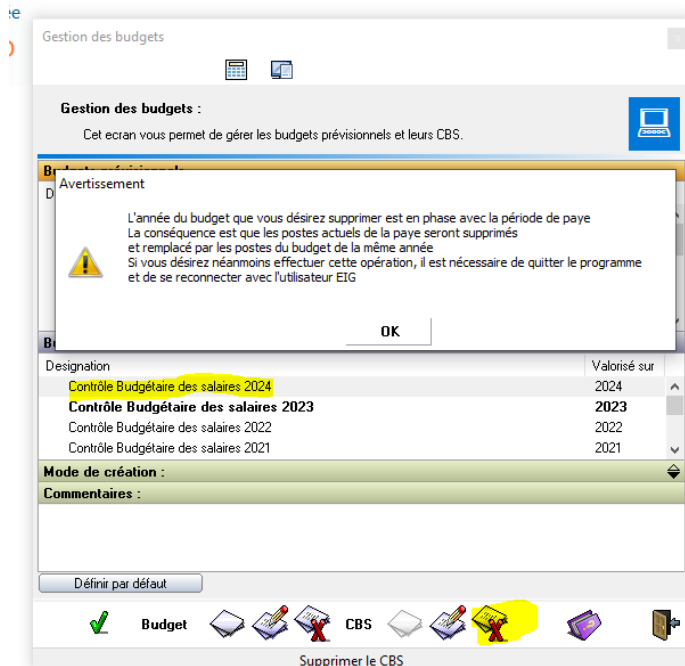 Gestion des budgets
Gestion des budgets :
Cet ecran vous permet de gérer les budgets prévisionnels et leurs CBS.
Avertissement
L'année du budget que vous désirez supprimer est en phase avec la période de paye
La conséquence est que les postes actuels de la paye seront supprimés
et remplacé par les postes du budget de la même année
Si vous désirez néanmoins effectuer cette opération, il est nécessaire de quitter le programme
et de se reconnecter avec l'utilisateur EIG
OK
Designation Valorisé sur
Contrôle Budgétaire des salaires 2024 2024
Contrôle Budgétaire des salaires 2023 2023
Contrôle Budgétaire des salaires 2022 2022
Contrôle Budgétaire des salaires 2021 2021
Mode de création :
Commentaires :
Définir par défaut
Budget CBS
Supprimer le CBS